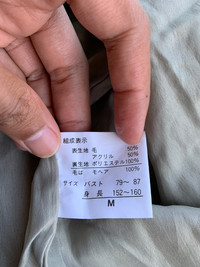 組成表示
表生地 毛 50%
アクリル 50%
裏生地 ポリエステル100%
毛は モヘア 100%
サイズ バスト 79～ 87
身 長 152～160
M